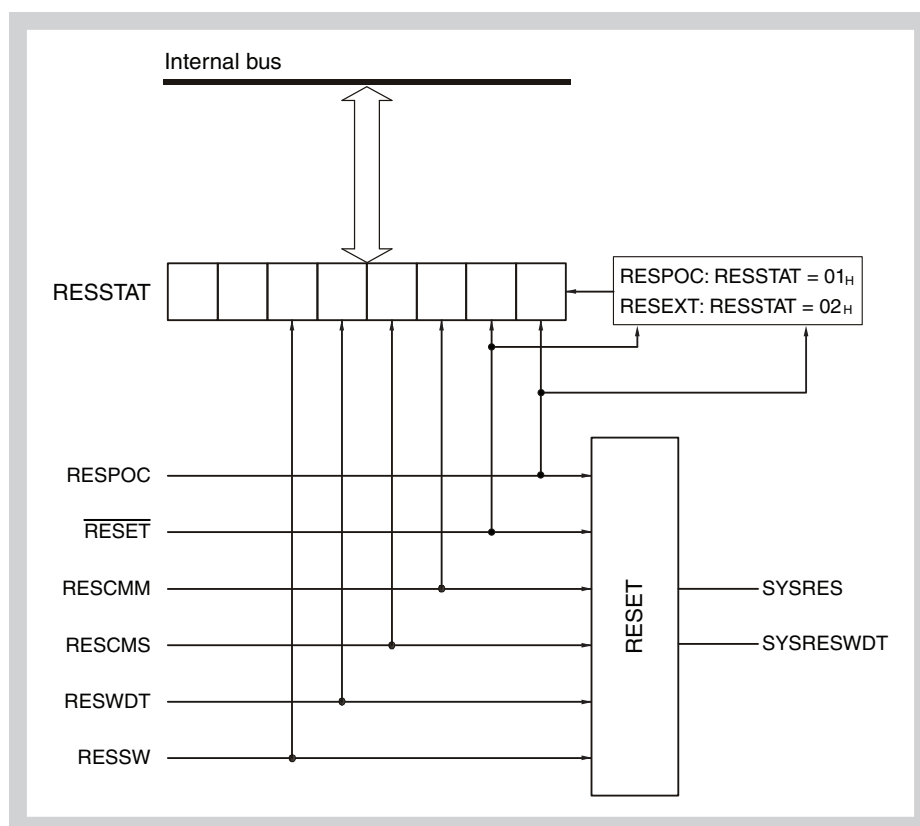 Internal bus
RESSTAT
RESPOC: RESSTAT = 01H
RESEXT: RESSTAT = 02H
RESPOC
RESET
RESCMM
RESCMS
RESWDT
RESSW
RESET
SYSRES
SYSRESWDT